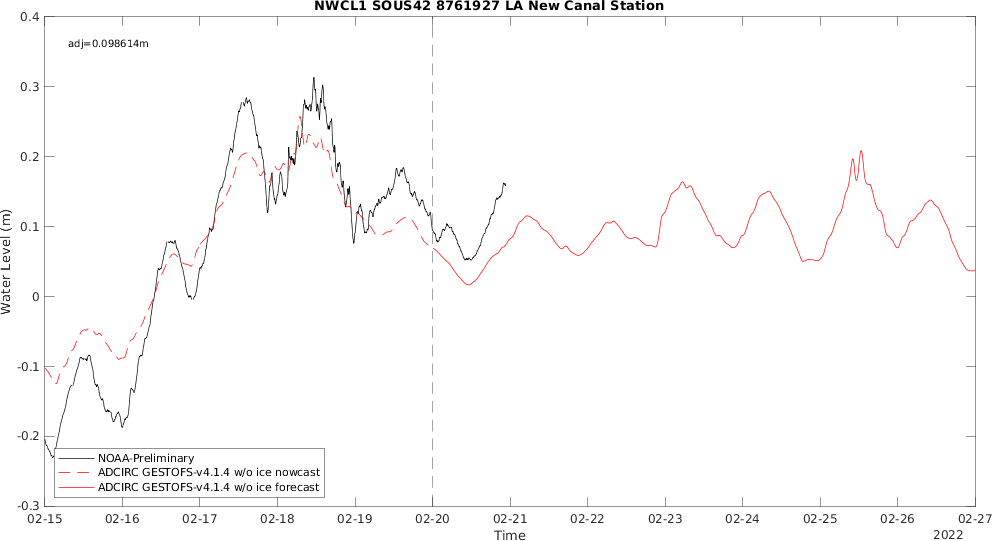 NWCL1 SOUS42 8761927 LA New Canal Station
adj=0.098614m
Water Level (m)
0.4
0.3
0.2
0.1
0
-0.1
-0.2
-0.3
NOAA-Preliminary
ADCIRC GESTOFS-v4.1.4 w/o ice nowcast
ADCIRC GESTOFS-v4.1.4 w/o ice forecast
02-15 02-16 02-17 02-18 02-19 02-20 02-21 02-22 02-23 02-24 02-25 02-26 02-27
Time
2022